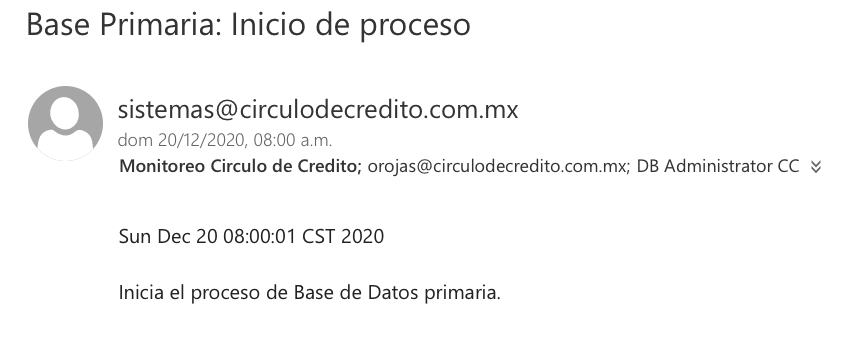 Base Primaria: Inicio de proceso
sistemas@circulodecredito.com.mx
dom 20/12/2020, 08:00 a.m.
Monitoreo Circulo de Credito; orojas@circulodecredito.com.mx; DB Administrator CC
Sun Dec 20 08:00:01 CST 2020
Inicia el proceso de Base de Datos primaria.